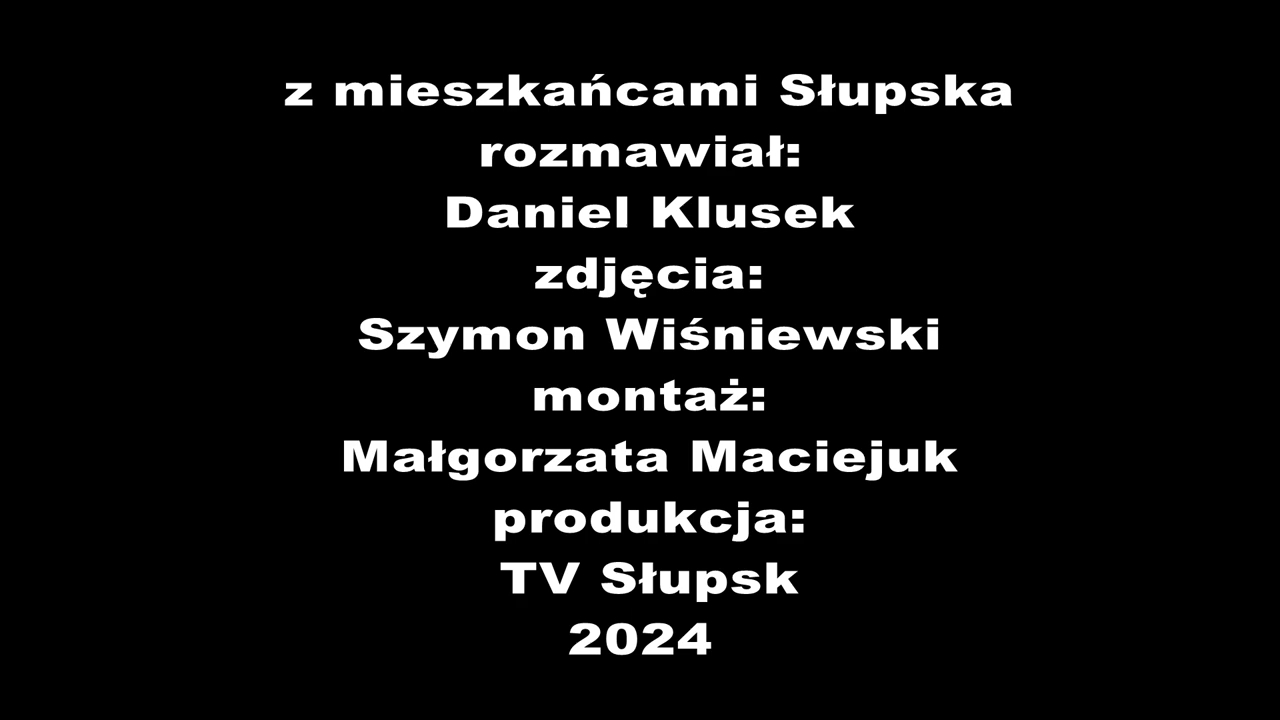 z mieszkańcami Słupska
rozmawiał:
Daniel Klusek
zdjęcia:
Szymon Wiśniewski
montaż:
Małgorzata Maciejuk
produkcja:
TV Słupsk
2024